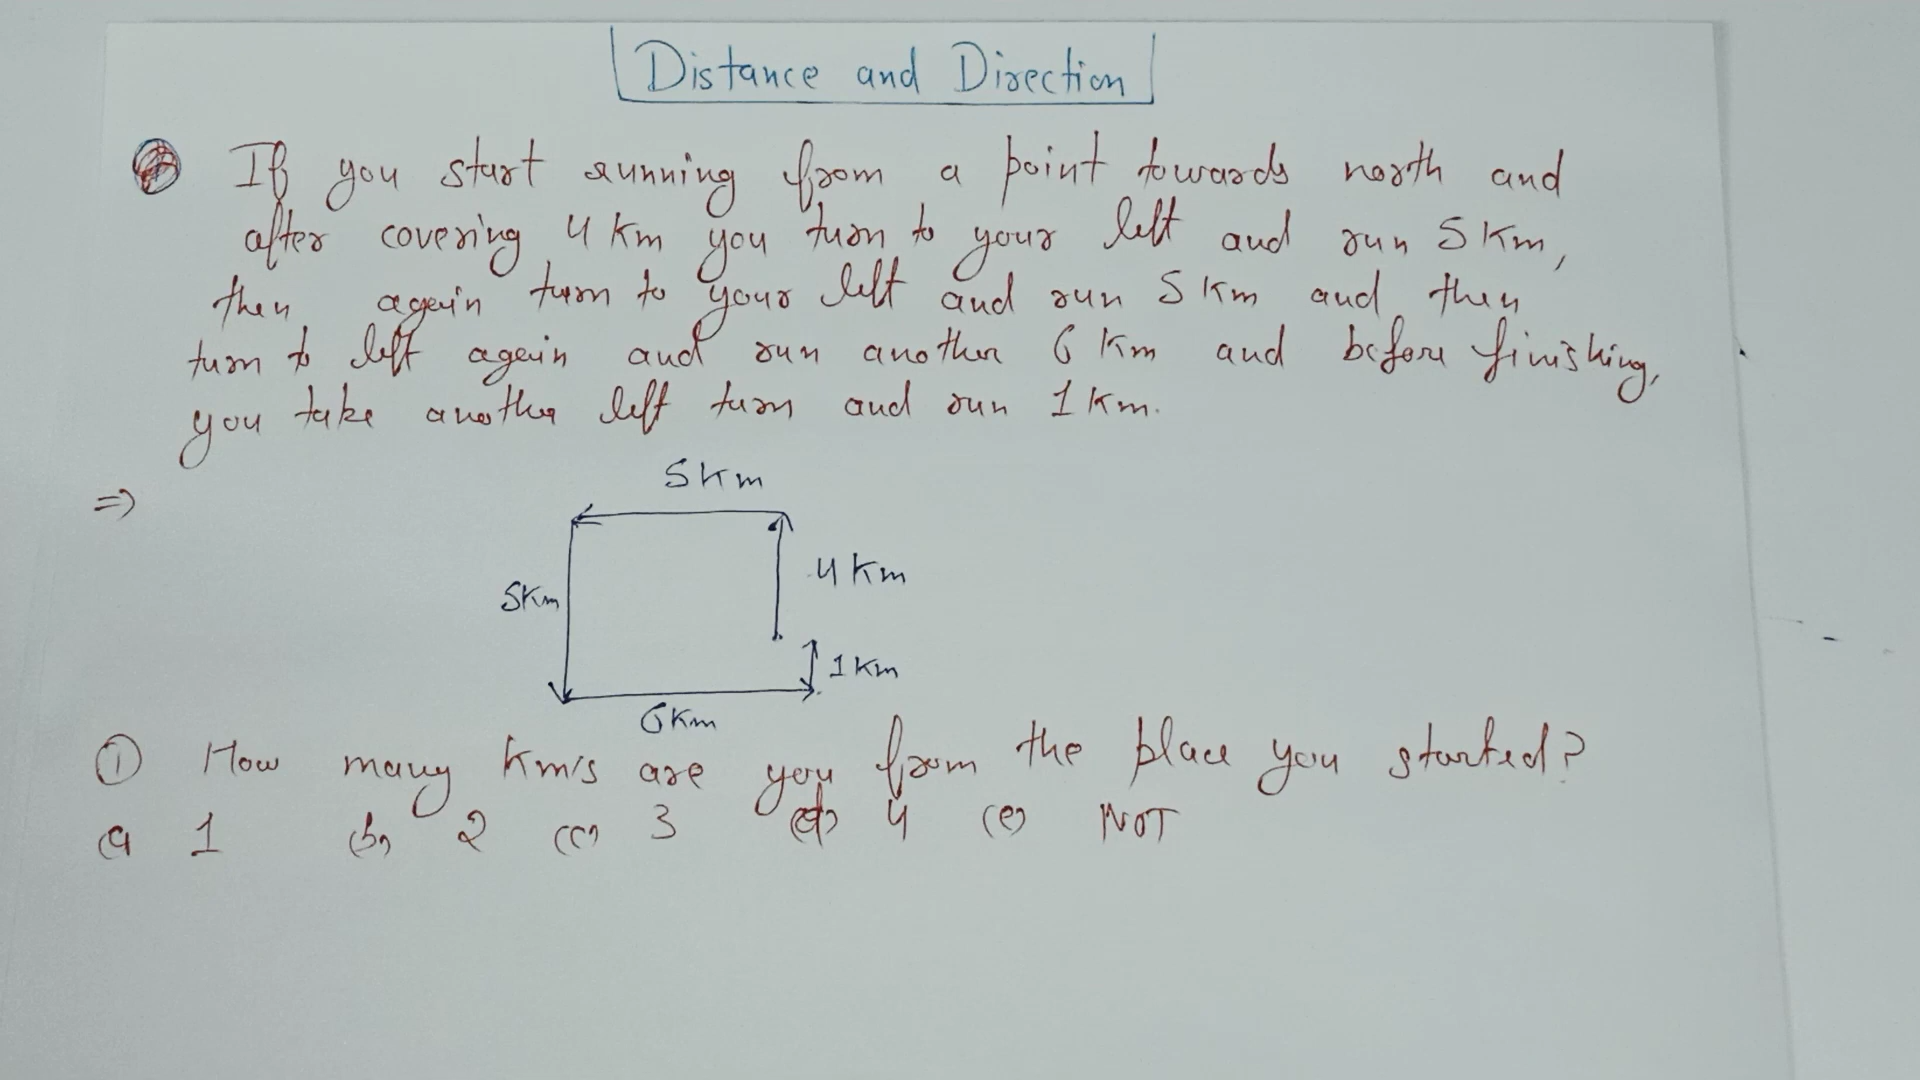 Distance and Direction
If you start running from a point towards north and
after covering 4 Km you turn to your left and run 5 Km,
then again turn to your left and run 5 Km and then
turn to left again and run another 6 Km and before finishing,
you take another left turn and run 1 Km.
⇒
5 Km
4 Km
5Km
1 Km
6Km
① How many Km's are you from the place you started?
(a 1 (b) 2 (c) 3 (d) 4 (e) NOT